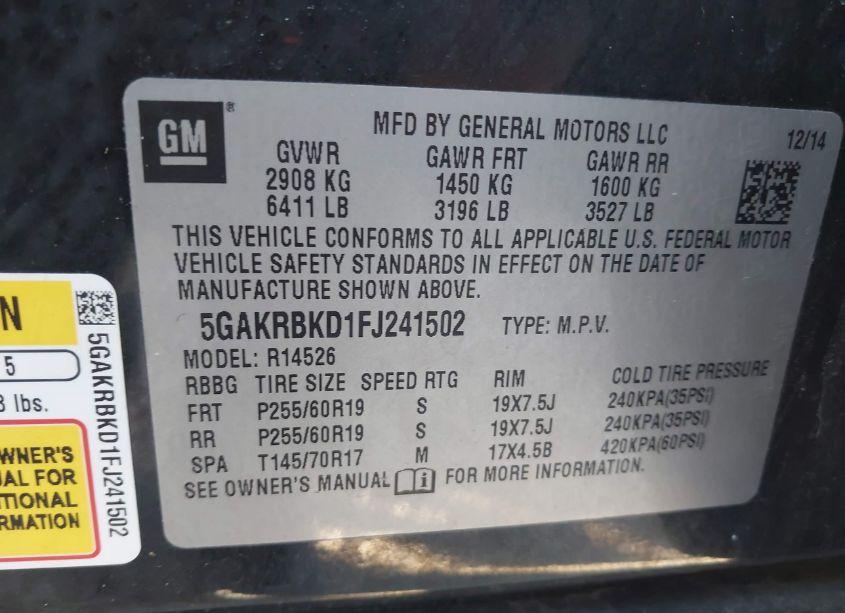 GM ®
MFD BY GENERAL MOTORS LLC
12/14
GVWR GAWR FRT GAWR RR
2908 KG 1450 KG 1600 KG
6411 LB 3196 LB 3527 LB
THIS VEHICLE CONFORMS TO ALL APPLICABLE U.S. FEDERAL MOTOR
VEHICLE SAFETY STANDARDS IN EFFECT ON THE DATE OF
MANUFACTURE SHOWN ABOVE.
5GAKRBKD1FJ241502 TYPE: M.P.V.
MODEL: R14526
RBBG TIRE SIZE SPEED RTG RIM COLD TIRE PRESSURE
FRT P255/60R19 S 19X7.5J 240KPA(35PSI)
RR P255/60R19 S 19X7.5J 240KPA(35PSI)
SPA T145/70R17 M 17X4.5B 420KPA(60PSI)
SEE OWNER'S MANUAL i FOR MORE INFORMATION.
N
5
lbs.
WNER'S
UAL FOR
ITIONAL
RMATION
5GAKRBKD1FJ241502